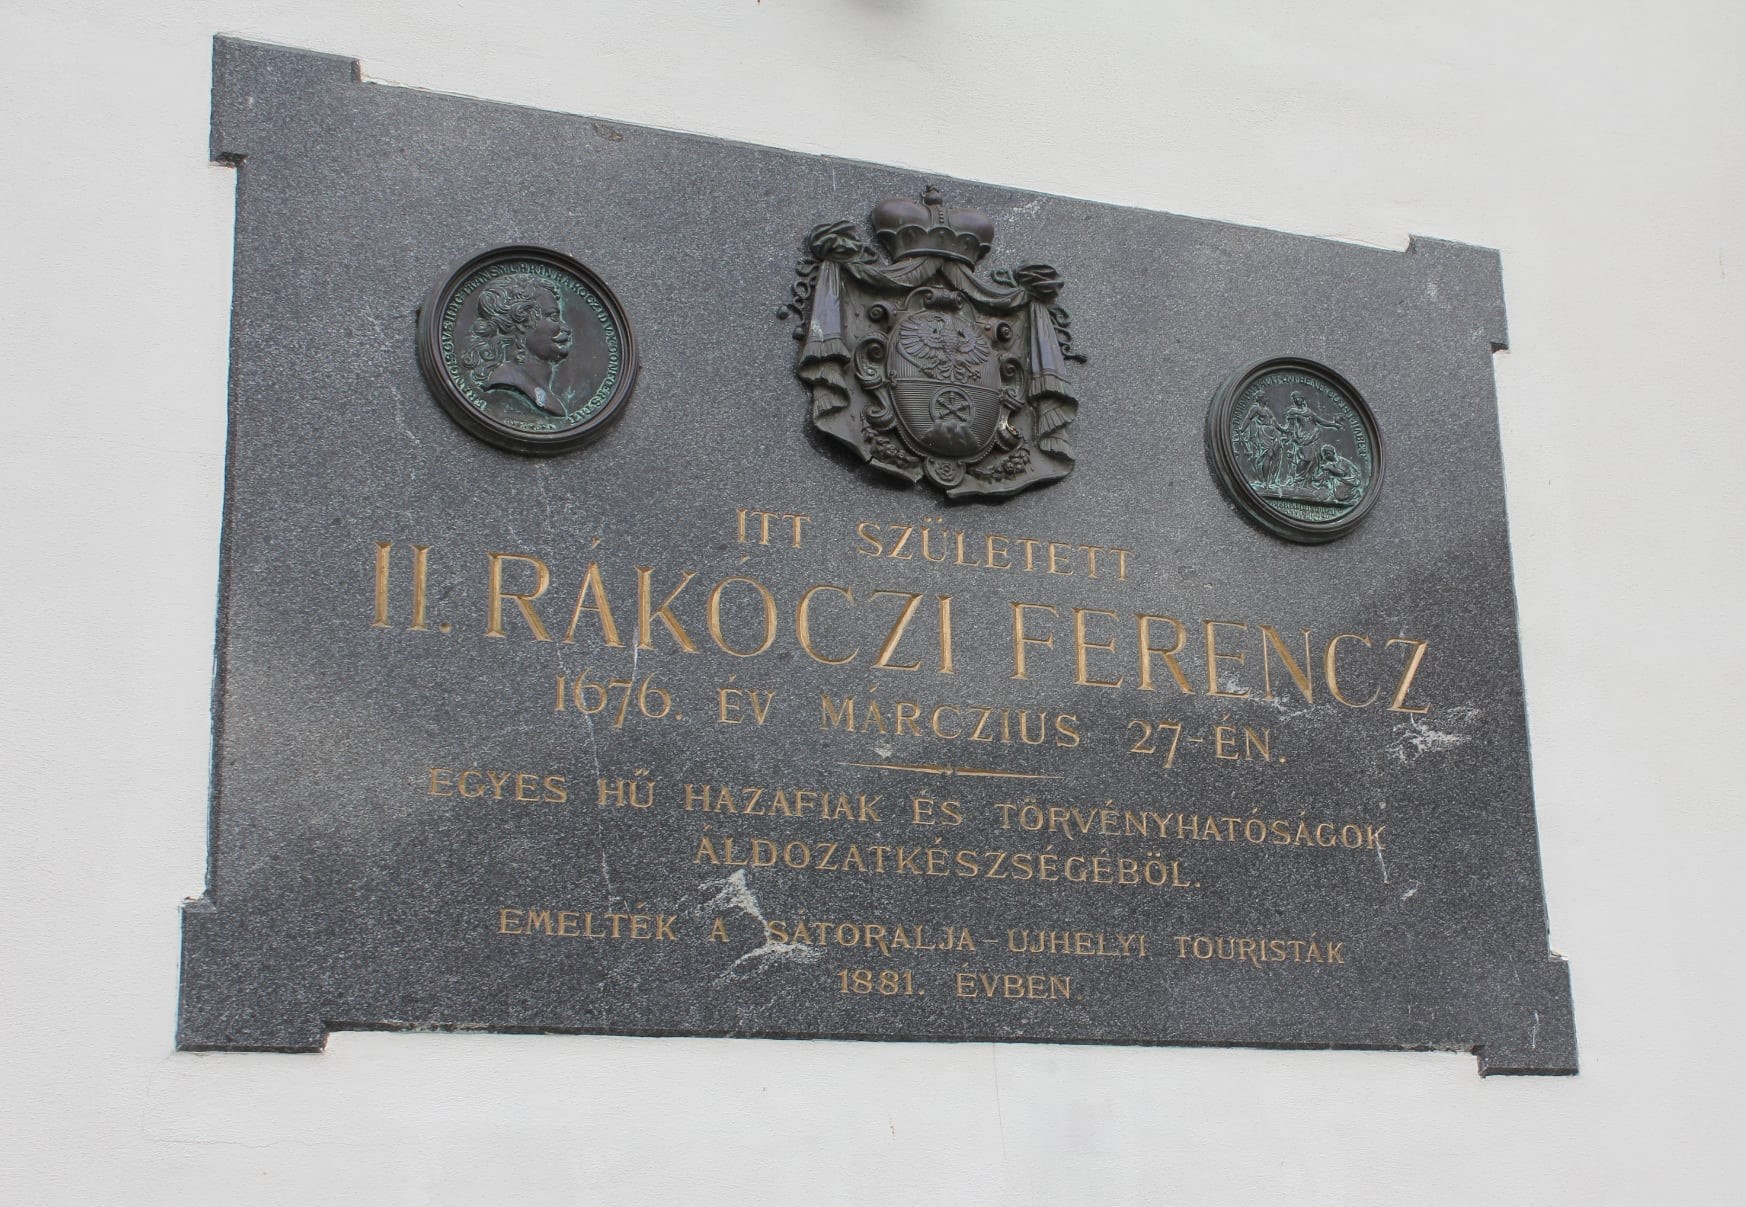 ITT SZÜLETETT
II. RÁKÓCZI FERENCZ
1676. ÉV MÁRCZIUS 27-ÉN.
EGYES HŰ HAZAFIAK ÉS TÖRVÉNYHATÓSÁGOK
ÁLDOZATKÉSZSÉGÉBÖL.
EMELTÉK A SÁTORALJA-UJHELYI TOURISTÁK
1881. ÉVBEN